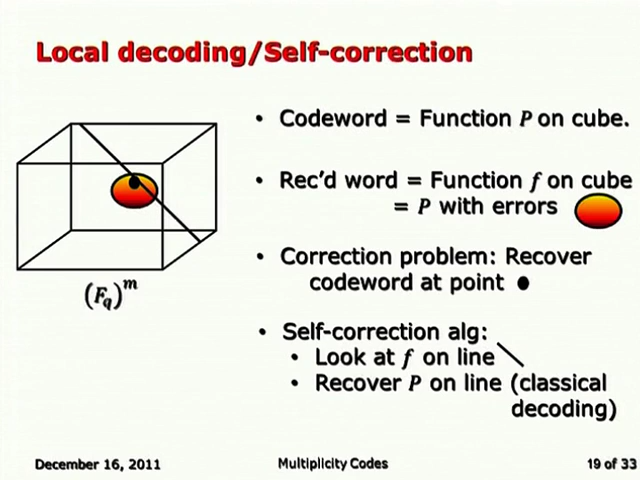 Local decoding/Self-correction
• Codeword = Function P on cube.
• Rec'd word = Function f on cube
= P with errors
• Correction problem: Recover
codeword at point
• Self-correction alg:
• Look at f on line
• Recover P on line (classical
decoding)
(F_q)^m
December 16, 2011
Multiplicity Codes
19 of 33